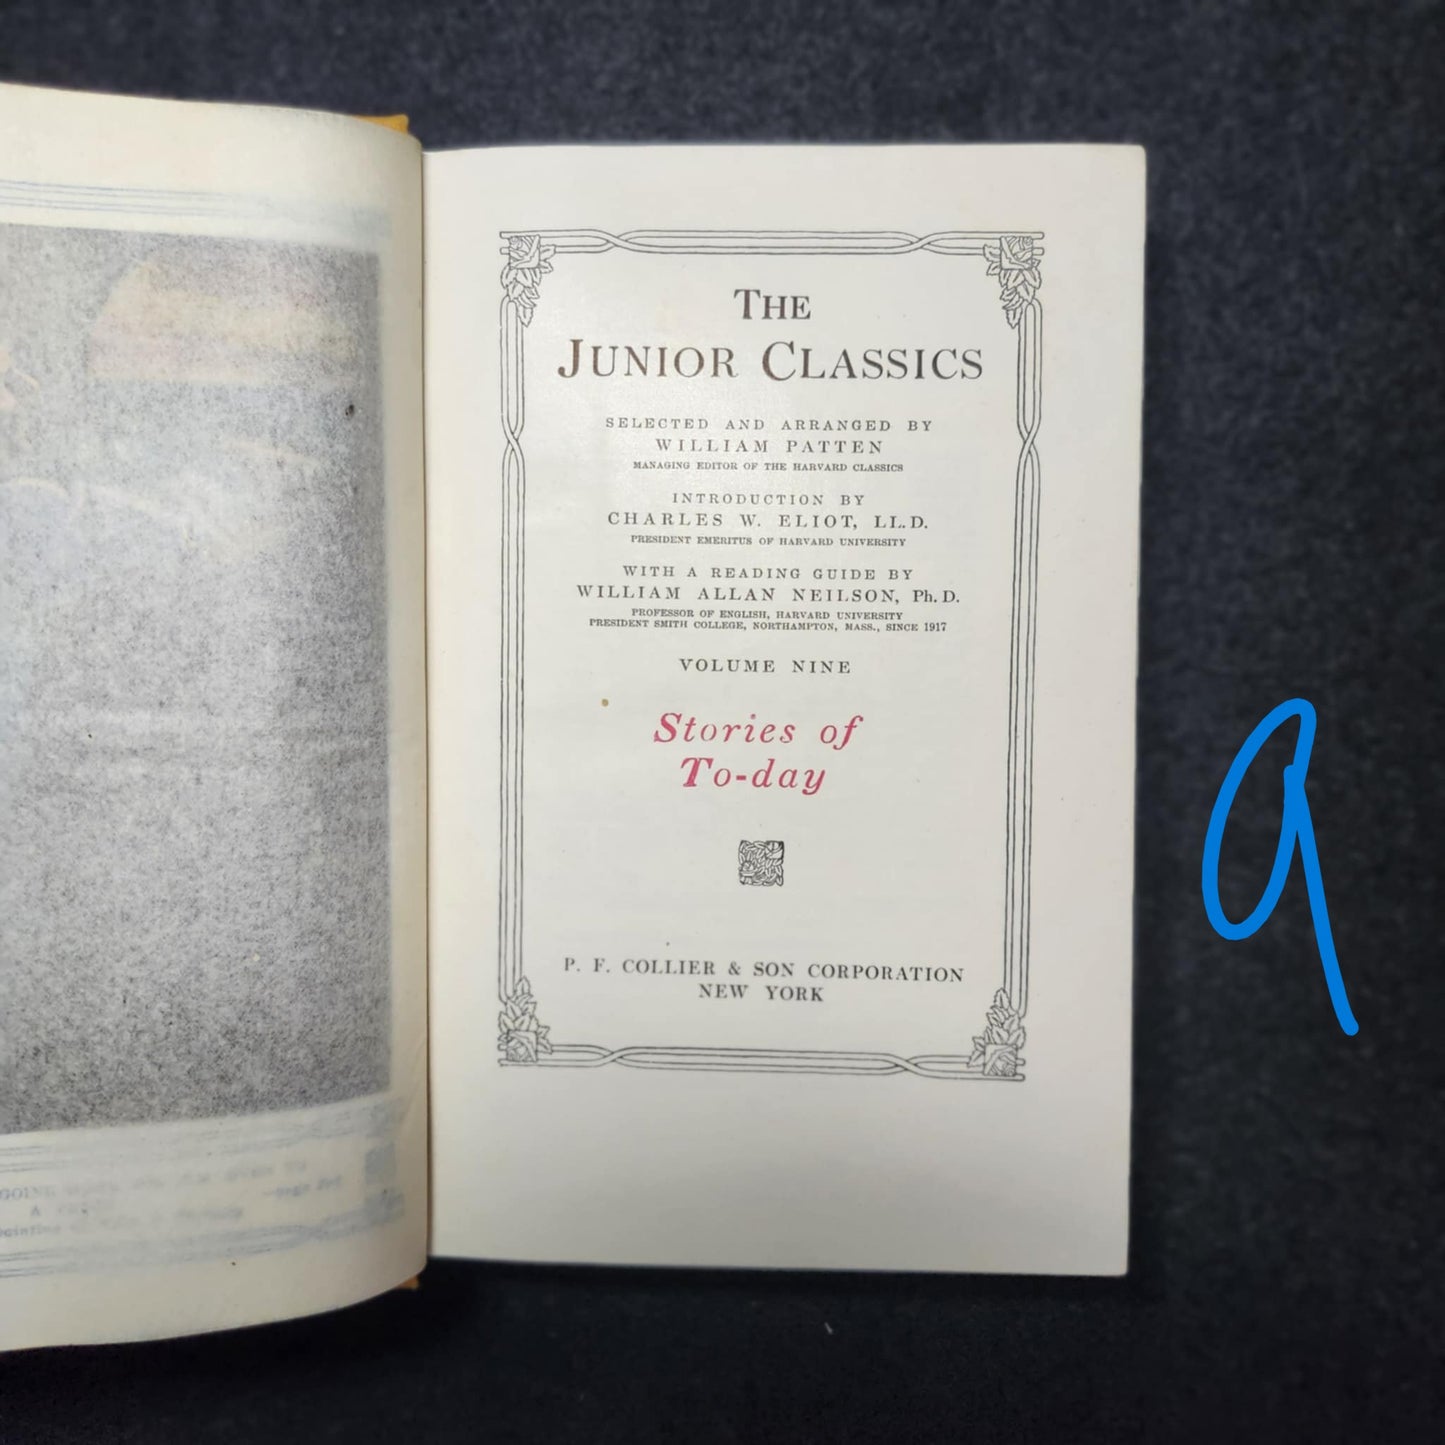 THE
JUNIOR CLASSICS
SELECTED AND ARRANGED BY
WILLIAM PATTEN
MANAGING EDITOR OF THE HARVARD CLASSICS
INTRODUCTION BY
CHARLES W. ELIOT, LL.D.
PRESIDENT EMERITUS OF HARVARD UNIVERSITY
WITH A READING GUIDE BY
WILLIAM ALLAN NEILSON, Ph. D.
PROFESSOR OF ENGLISH, HARVARD UNIVERSITY
PRESIDENT SMITH COLLEGE, NORTHAMPTON, MASS., SINCE 1917
VOLUME NINE
Stories of
To-day
P. F. COLLIER & SON CORPORATION
NEW YORK
9
GOING
A